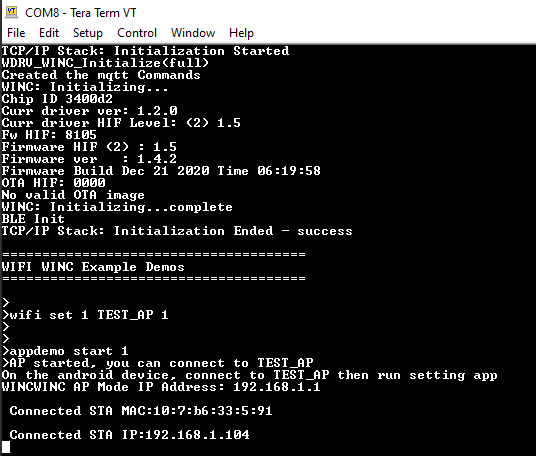 COM8 - Tera Term VT
File Edit Setup Control Window Help
TCP/IP Stack: Initialization Started
WDRU_WINC_Initialize(full)
Created the mqtt Commands
WINC: Initializing...
Chip ID 3400d2
Curr driver ver: 1.2.0
Curr driver HIF Level: (2) 1.5
Fw HIF: 8105
Firmware HIF (2) : 1.5
Firmware ver   : 1.4.2
Firmware Build Dec 21 2020 Time 06:19:58
OTA HIF: 0000
No valid OTA image
WINC: Initializing...complete
BLE Init
TCP/IP Stack: Initialization Ended - success
======================================
WIFI WINC Example Demos
======================================
>
>wifi set 1 TEST_AP 1
>
>
>appdemo start 1
>AP started, you can connect to TEST_AP
On the android device, connect to TEST_AP then run setting app
WINCWINC AP Mode IP Address: 192.168.1.1
Connected STA MAC:10:7:b6:33:5:91
Connected STA IP:192.168.1.104